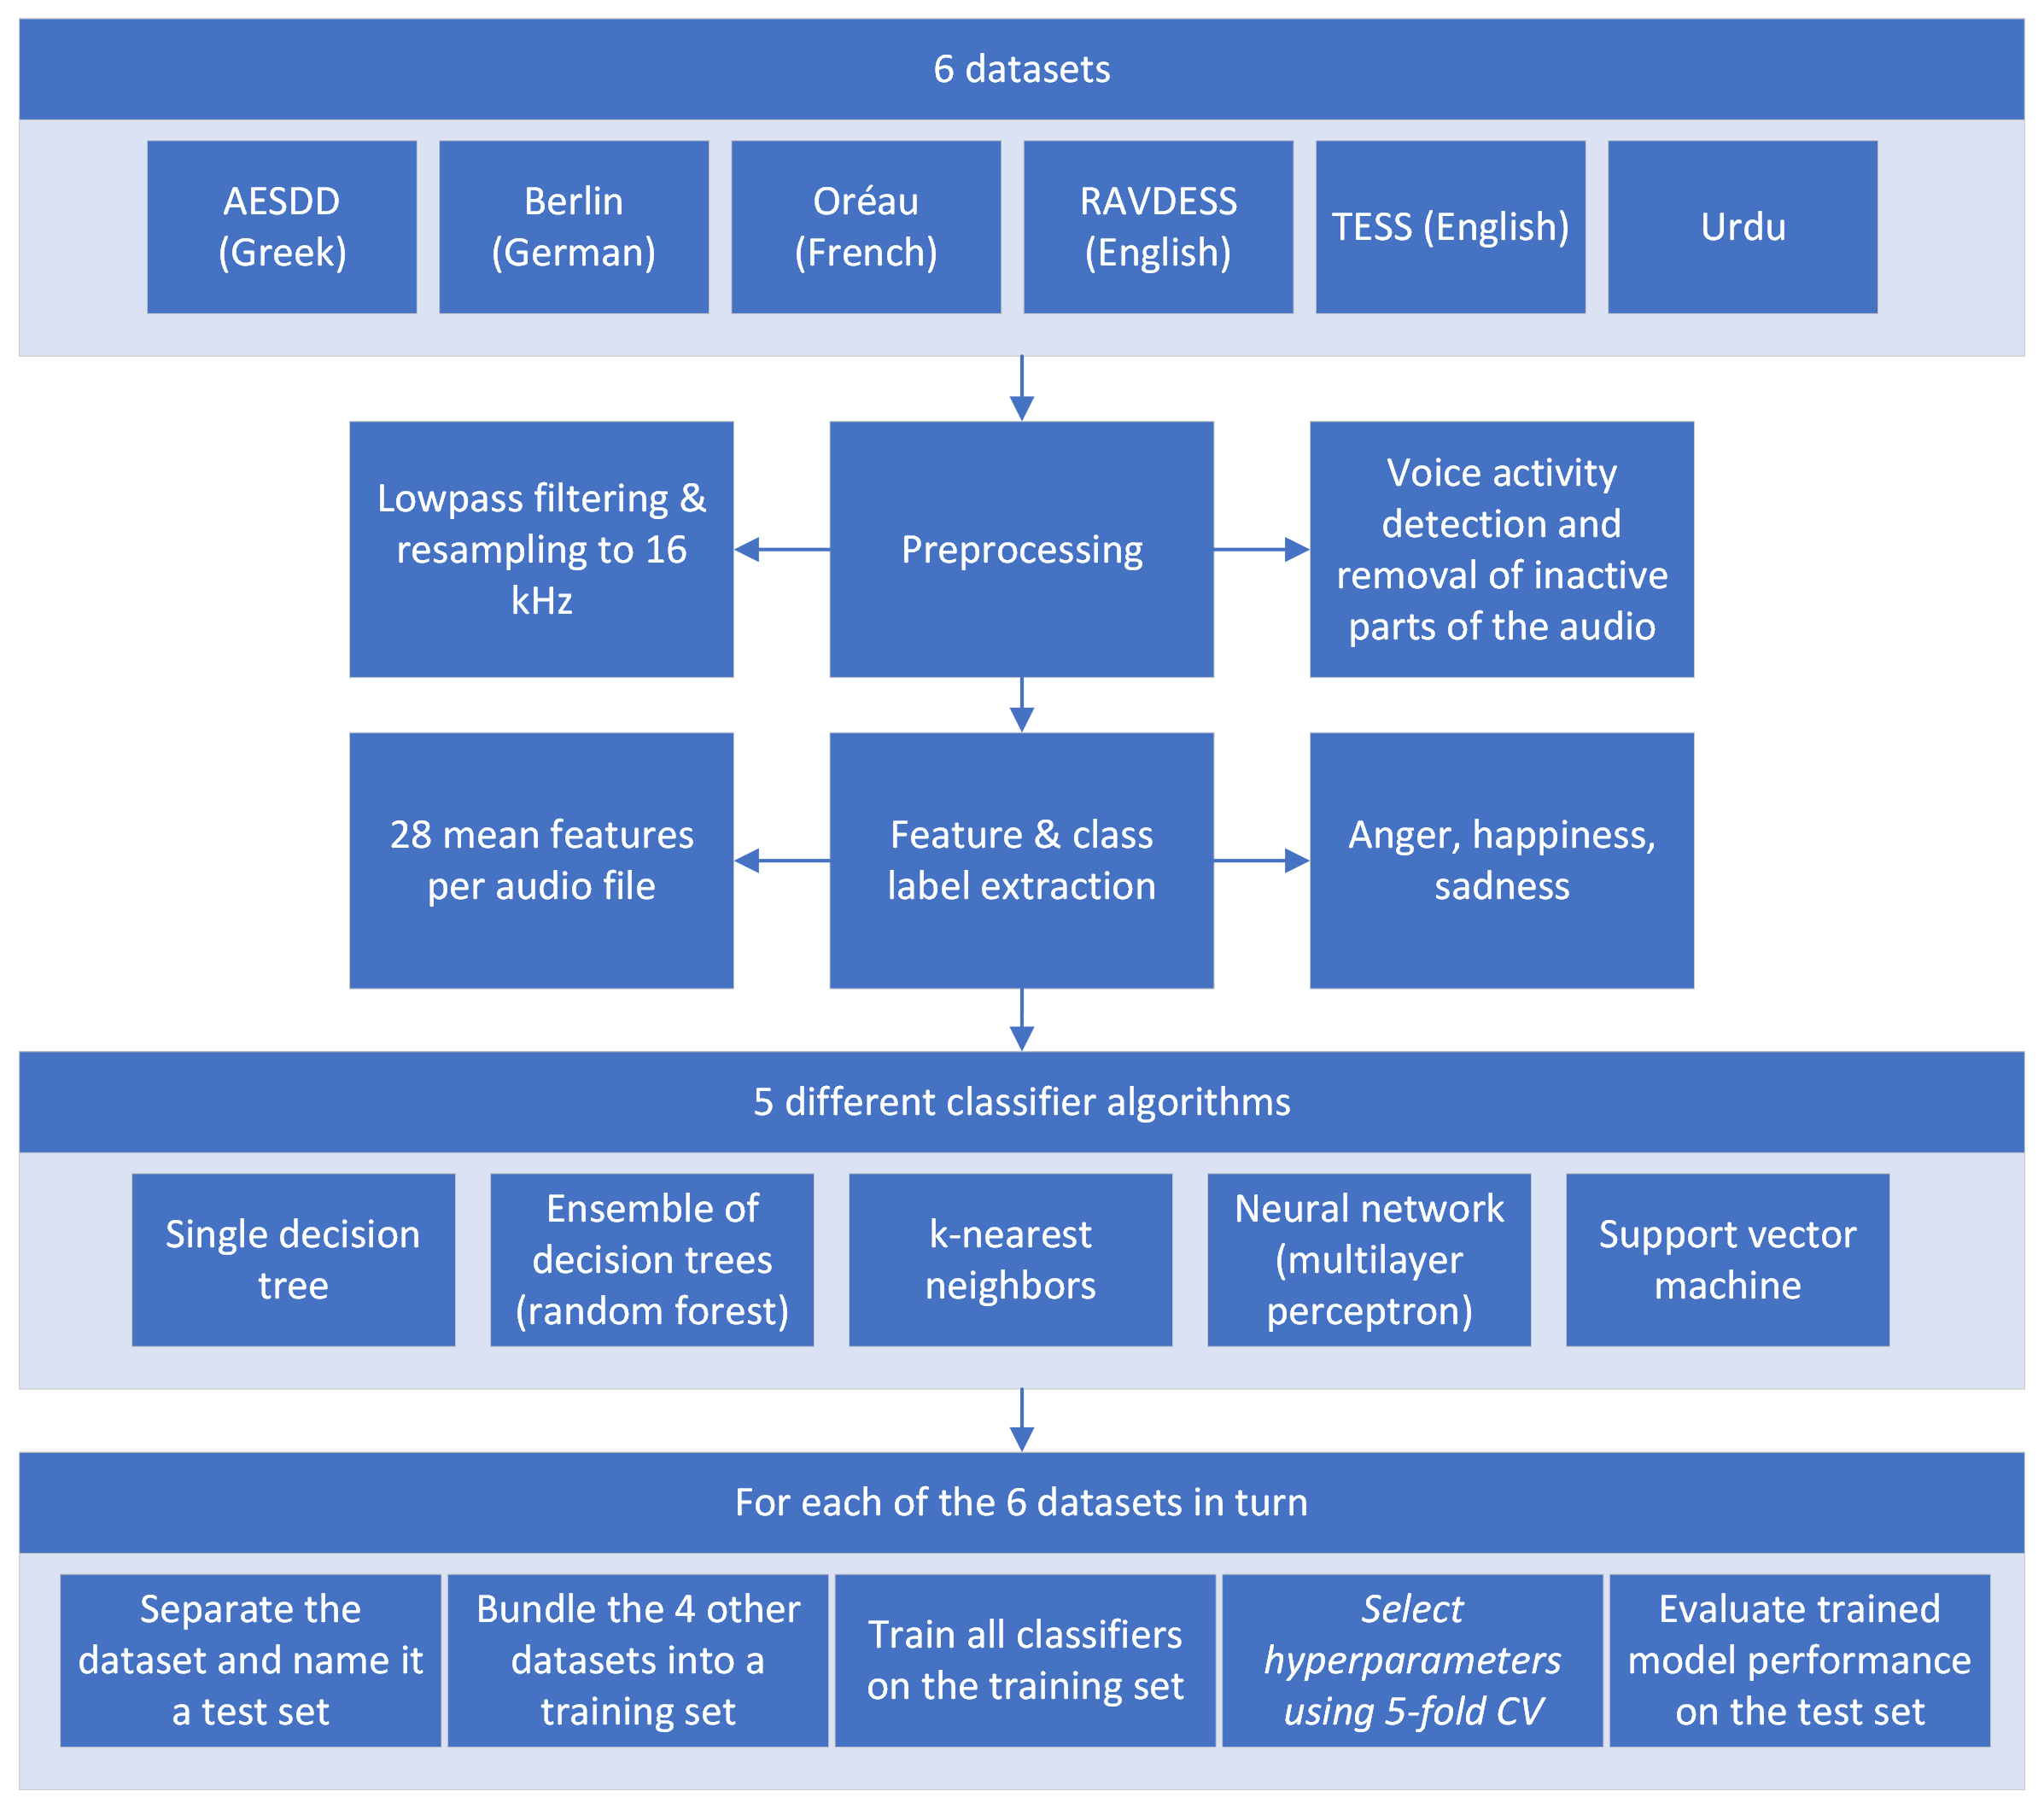 6 datasets
AESDD
(Greek)
Berlin
(German)
Oréau
(French)
RAVDESS
(English)
TESS (English)
Urdu
Lowpass filtering &
resampling to 16
kHz
Preprocessing
Voice activity
detection and
removal of inactive
parts of the audio
28 mean features
per audio file
Feature & class
label extraction
Anger, happiness,
sadness
5 different classifier algorithms
Single decision
tree
Ensemble of
decision trees
(random forest)
k-nearest
neighbors
Neural network
(multilayer
perceptron)
Support vector
machine
For each of the 6 datasets in turn
Separate the
dataset and name it
a test set
Bundle the 4 other
datasets into a
training set
Train all classifiers
on the training set
Select
hyperparameters
using 5-fold CV
Evaluate trained
model performance
on the test set